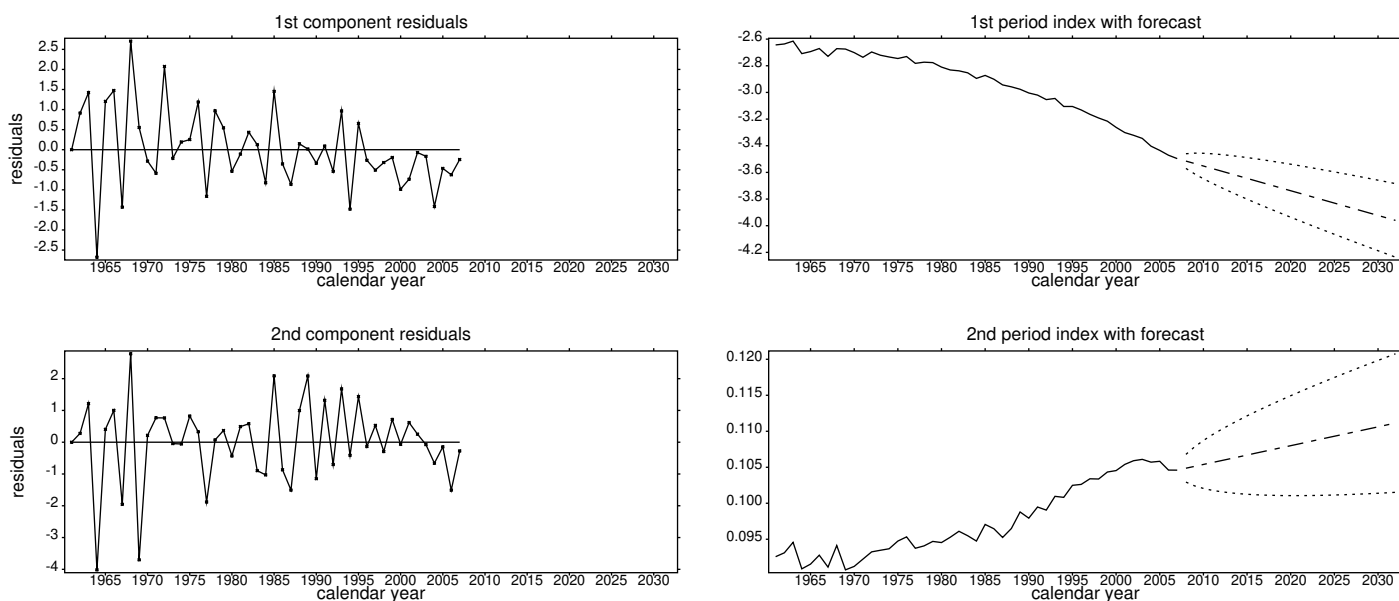 1st component residuals
2.5
2.0
1.5
1.0
0.5
0.0
-0.5
-1.0
-1.5
-2.0
-2.5
residuals
1965 1970 1975 1980 1985 1990 1995 2000 2005 2010 2015 2020 2025 2030
calendar year
1st period index with forecast
-2.6
-2.8
-3.0
-3.2
-3.4
-3.6
-3.8
-4.0
-4.2
1965 1970 1975 1980 1985 1990 1995 2000 2005 2010 2015 2020 2025 2030
calendar year
2nd component residuals
2
1
0
-1
-2
-3
-4
residuals
1965 1970 1975 1980 1985 1990 1995 2000 2005 2010 2015 2020 2025 2030
calendar year
2nd period index with forecast
0.120
0.115
0.110
0.105
0.100
0.095
1965 1970 1975 1980 1985 1990 1995 2000 2005 2010 2015 2020 2025 2030
calendar year